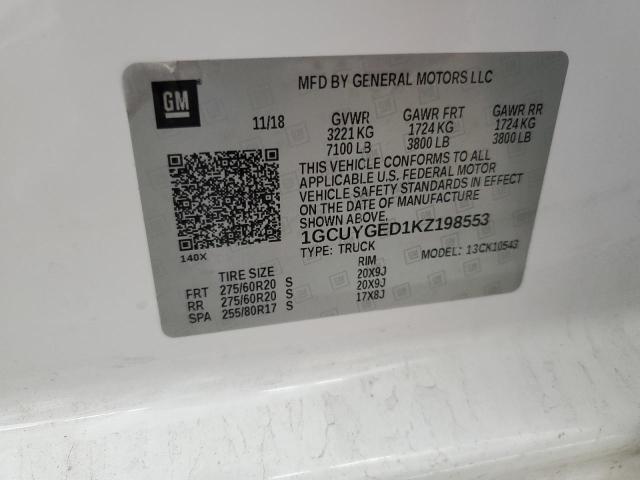 GM
MFD BY GENERAL MOTORS LLC
11/18 GVWR GAWR FRT GAWR RR
3221 KG 1724 KG 1724 KG
7100 LB 3800 LB 3800 LB
THIS VEHICLE CONFORMS TO ALL
APPLICABLE U.S. FEDERAL MOTOR
VEHICLE SAFETY STANDARDS IN EFFECT
ON THE DATE OF MANUFACTURE
SHOWN ABOVE.
1GCUYGED1KZ198553
140X TYPE: TRUCK MODEL: 13CK10543
TIRE SIZE RIM
FRT 275/60R20 S 20X9J
RR 275/60R20 S 20X9J
SPA 255/80R17 S 17X8J